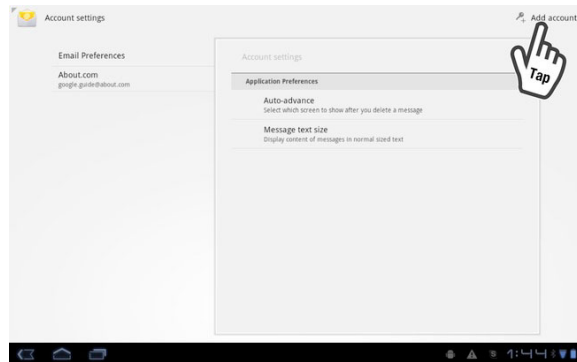 Account settings
Add account
Tap
Email Preferences
About.com
google.guide@about.com
Account settings
Application Preferences
Auto-advance
Select which screen to show after you delete a message
Message text size
Display content of messages in normal sized text
1:44